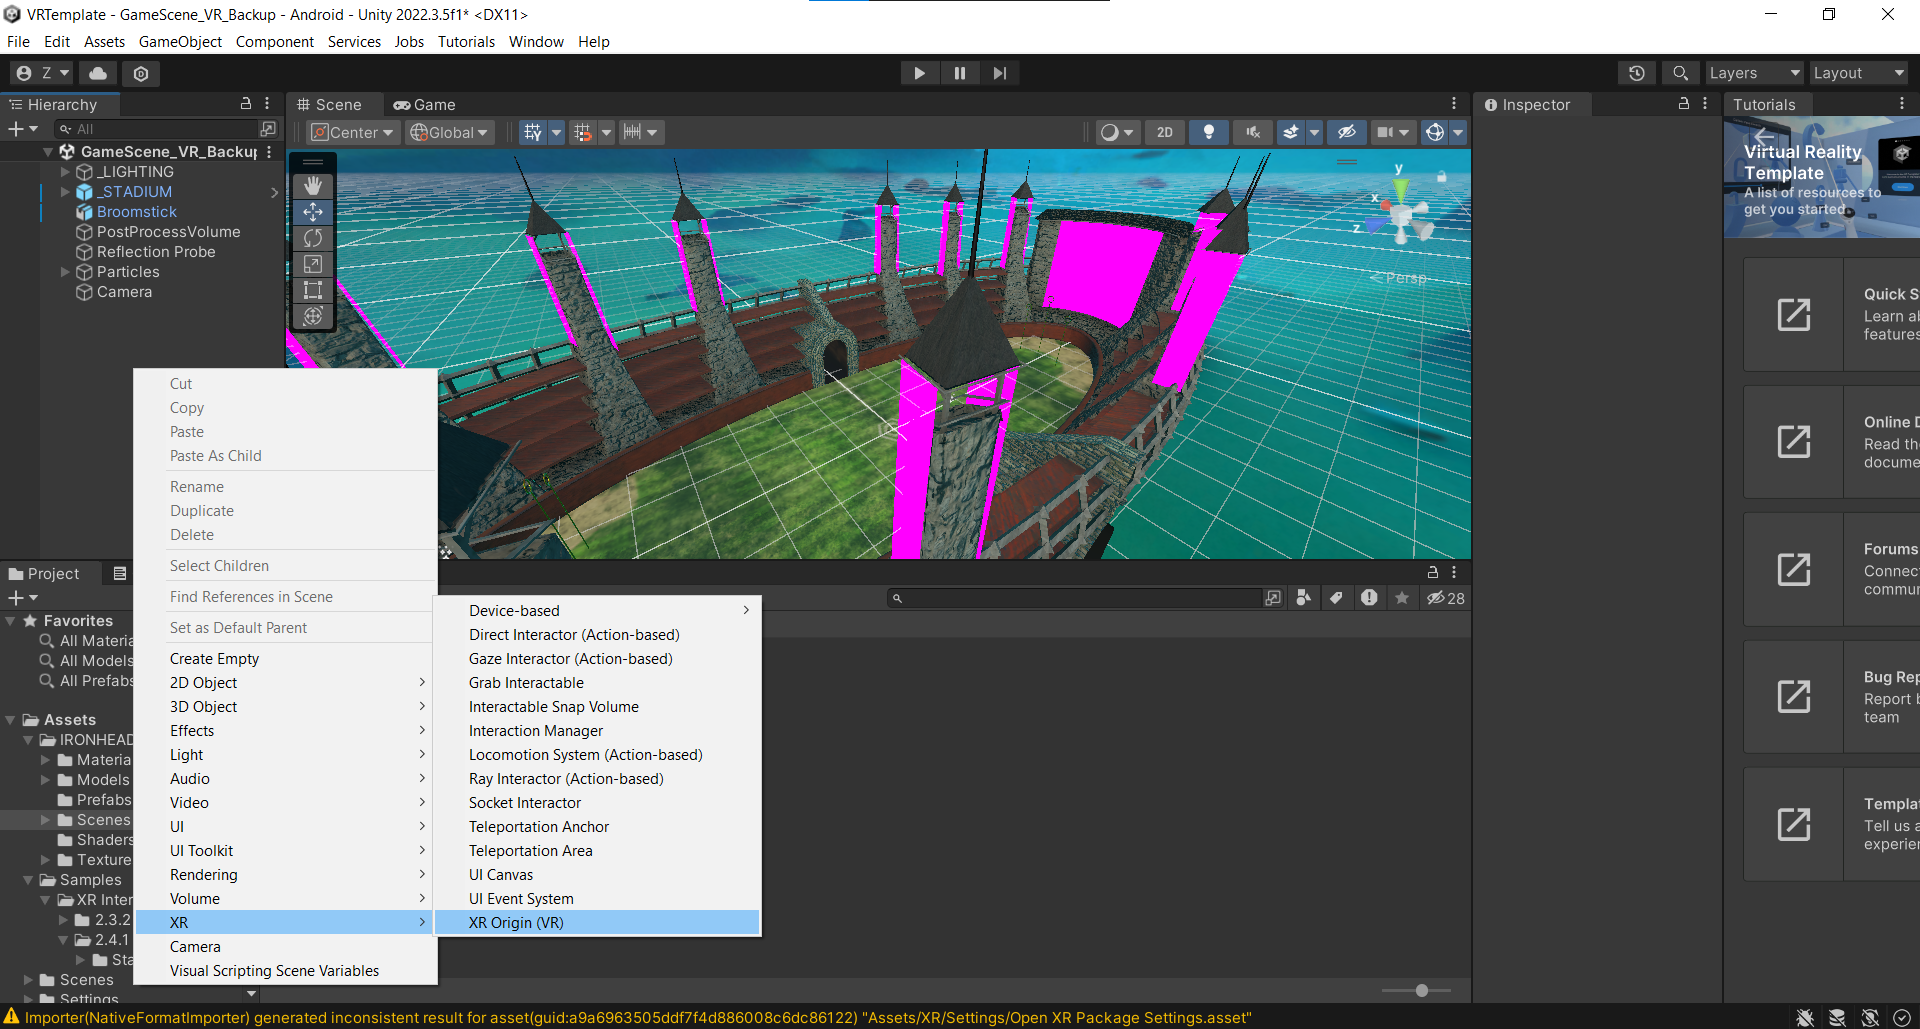 VRTemplate - GameScene_VR_Backup - Android - Unity 2022.3.5f1* <DX11>
File Edit Assets GameObject Component Services Jobs Tutorials Window Help
Z
Layers
Layout
Hierarchy
Scene
Game
Inspector
Tutorials
All
Center
Global
2D
GameScene_VR_Backup
_LIGHTING
_STADIUM
Broomstick
PostProcessVolume
Reflection Probe
Particles
Camera
y
x
z
Persp
Virtual Reality
Template
A list of resources to
get you started.
Quick S
Learn ab
features
Online D
Read the
docume
Forums
Connec
commun
Bug Rep
Report b
team
Templat
Tell us a
experien
Cut
Copy
Paste
Paste As Child
Rename
Duplicate
Delete
Select Children
Find References in Scene
Set as Default Parent
Create Empty
2D Object
3D Object
Effects
Light
Audio
Video
UI
UI Toolkit
Rendering
Volume
XR
Camera
Visual Scripting Scene Variables
Device-based
Direct Interactor (Action-based)
Gaze Interactor (Action-based)
Grab Interactable
Interactable Snap Volume
Interaction Manager
Locomotion System (Action-based)
Ray Interactor (Action-based)
Socket Interactor
Teleportation Anchor
Teleportation Area
UI Canvas
UI Event System
XR Origin (VR)
Project
28
Favorites
All Materia
All Models
All Prefabs
Assets
IRONHEAD
Materia
Models
Prefabs
Scenes
Shaders
Texture
Samples
XR Inter
2.3.2
2.4.1
Sta
Scenes
Settings
Importer(NativeFormatImporter) generated inconsistent result for asset(guid:a9a6963505ddf7f4d886008c6dc86122) "Assets/XR/Settings/Open XR Package Settings.asset"